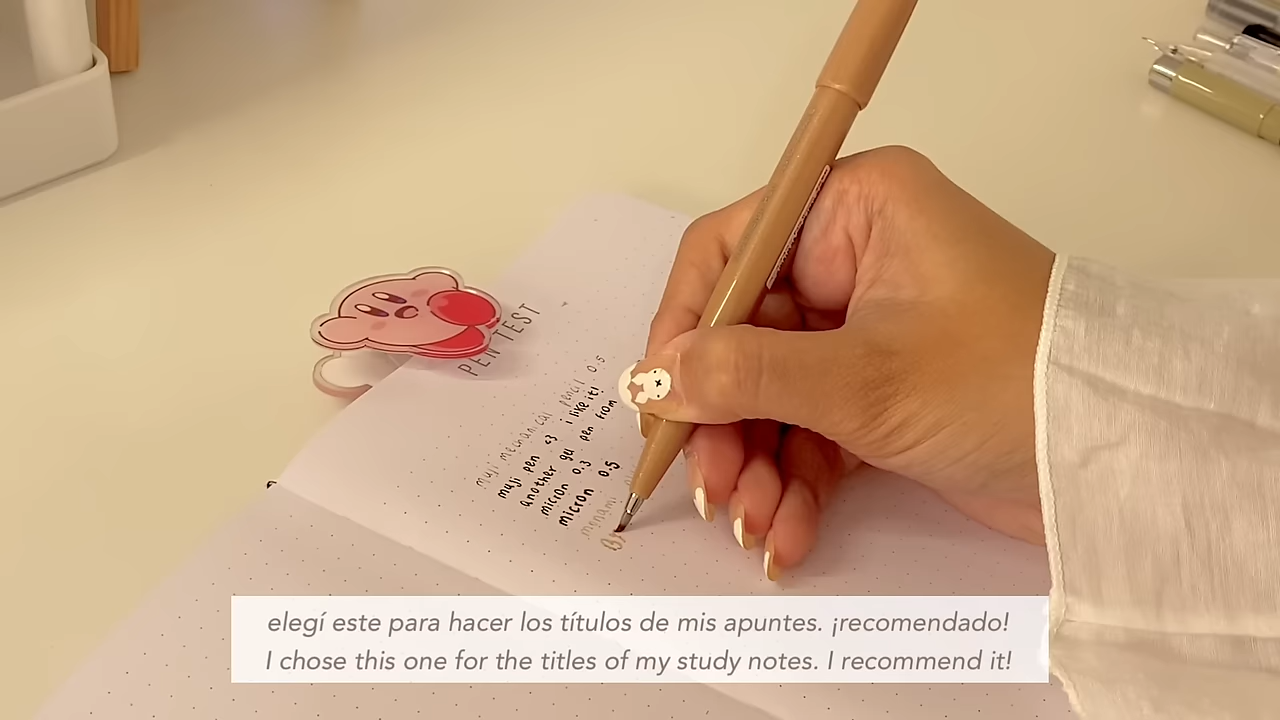 PEN TEST
muji mechanical pencil 0.5
muji pen <3 i like it!
another gu pen from
micron 0.3
micron 0.5
monami
elegí este para hacer los títulos de mis apuntes. ¡recomendado!
I chose this one for the titles of my study notes. I recommend it!